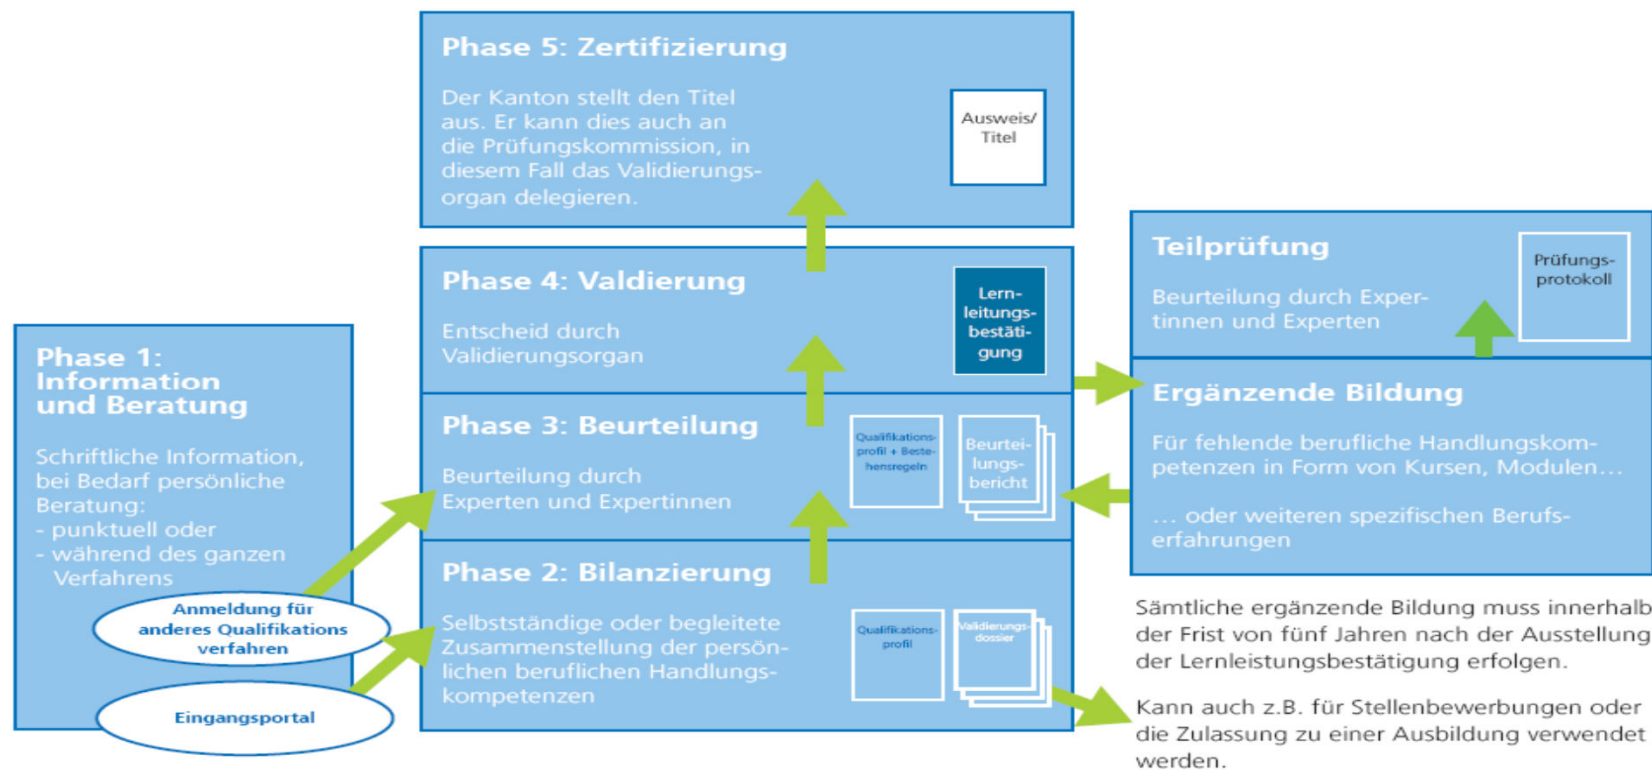 Phase 5: Zertifizierung
Der Kanton stellt den Titel
aus. Er kann dies auch an
die Prüfungskommission, in
diesem Fall das Validierungs-
organ delegieren.
Ausweis/
Titel
Phase 4: Valdierung
Entscheid durch
Validierungsorgan
Lern-
leitungs-
bestäti-
gung
Phase 3: Beurteilung
Beurteilung durch
Experten und Expertinnen
Qualifikations-
profil + Beste-
hensregeln
Beurtei-
lungs-
bericht
Phase 2: Bilanzierung
Selbstständige oder begleitete
Zusammenstellung der persön-
lichen beruflichen Handlungs-
kompetenzen
Qualifikations-
profil
Validierungs-
dossier
Phase 1:
Information
und Beratung
Schriftliche Information,
bei Bedarf persönliche
Beratung:
- punktuell oder
- während des ganzen
Verfahrens
Anmeldung für
anderes Qualifikations
verfahren
Eingangsportal
Teilprüfung
Beurteilung durch Exper-
tinnen und Experten
Prüfungs-
protokoll
Ergänzende Bildung
Für fehlende berufliche Handlungskom-
petenzen in Form von Kursen, Modulen...
... oder weiteren spezifischen Berufs-
erfahrungen
Sämtliche ergänzende Bildung muss innerhalb
der Frist von fünf Jahren nach der Ausstellung
der Lernleistungsbestätigung erfolgen.
Kann auch z.B. für Stellenbewerbungen oder
die Zulassung zu einer Ausbildung verwendet
werden.